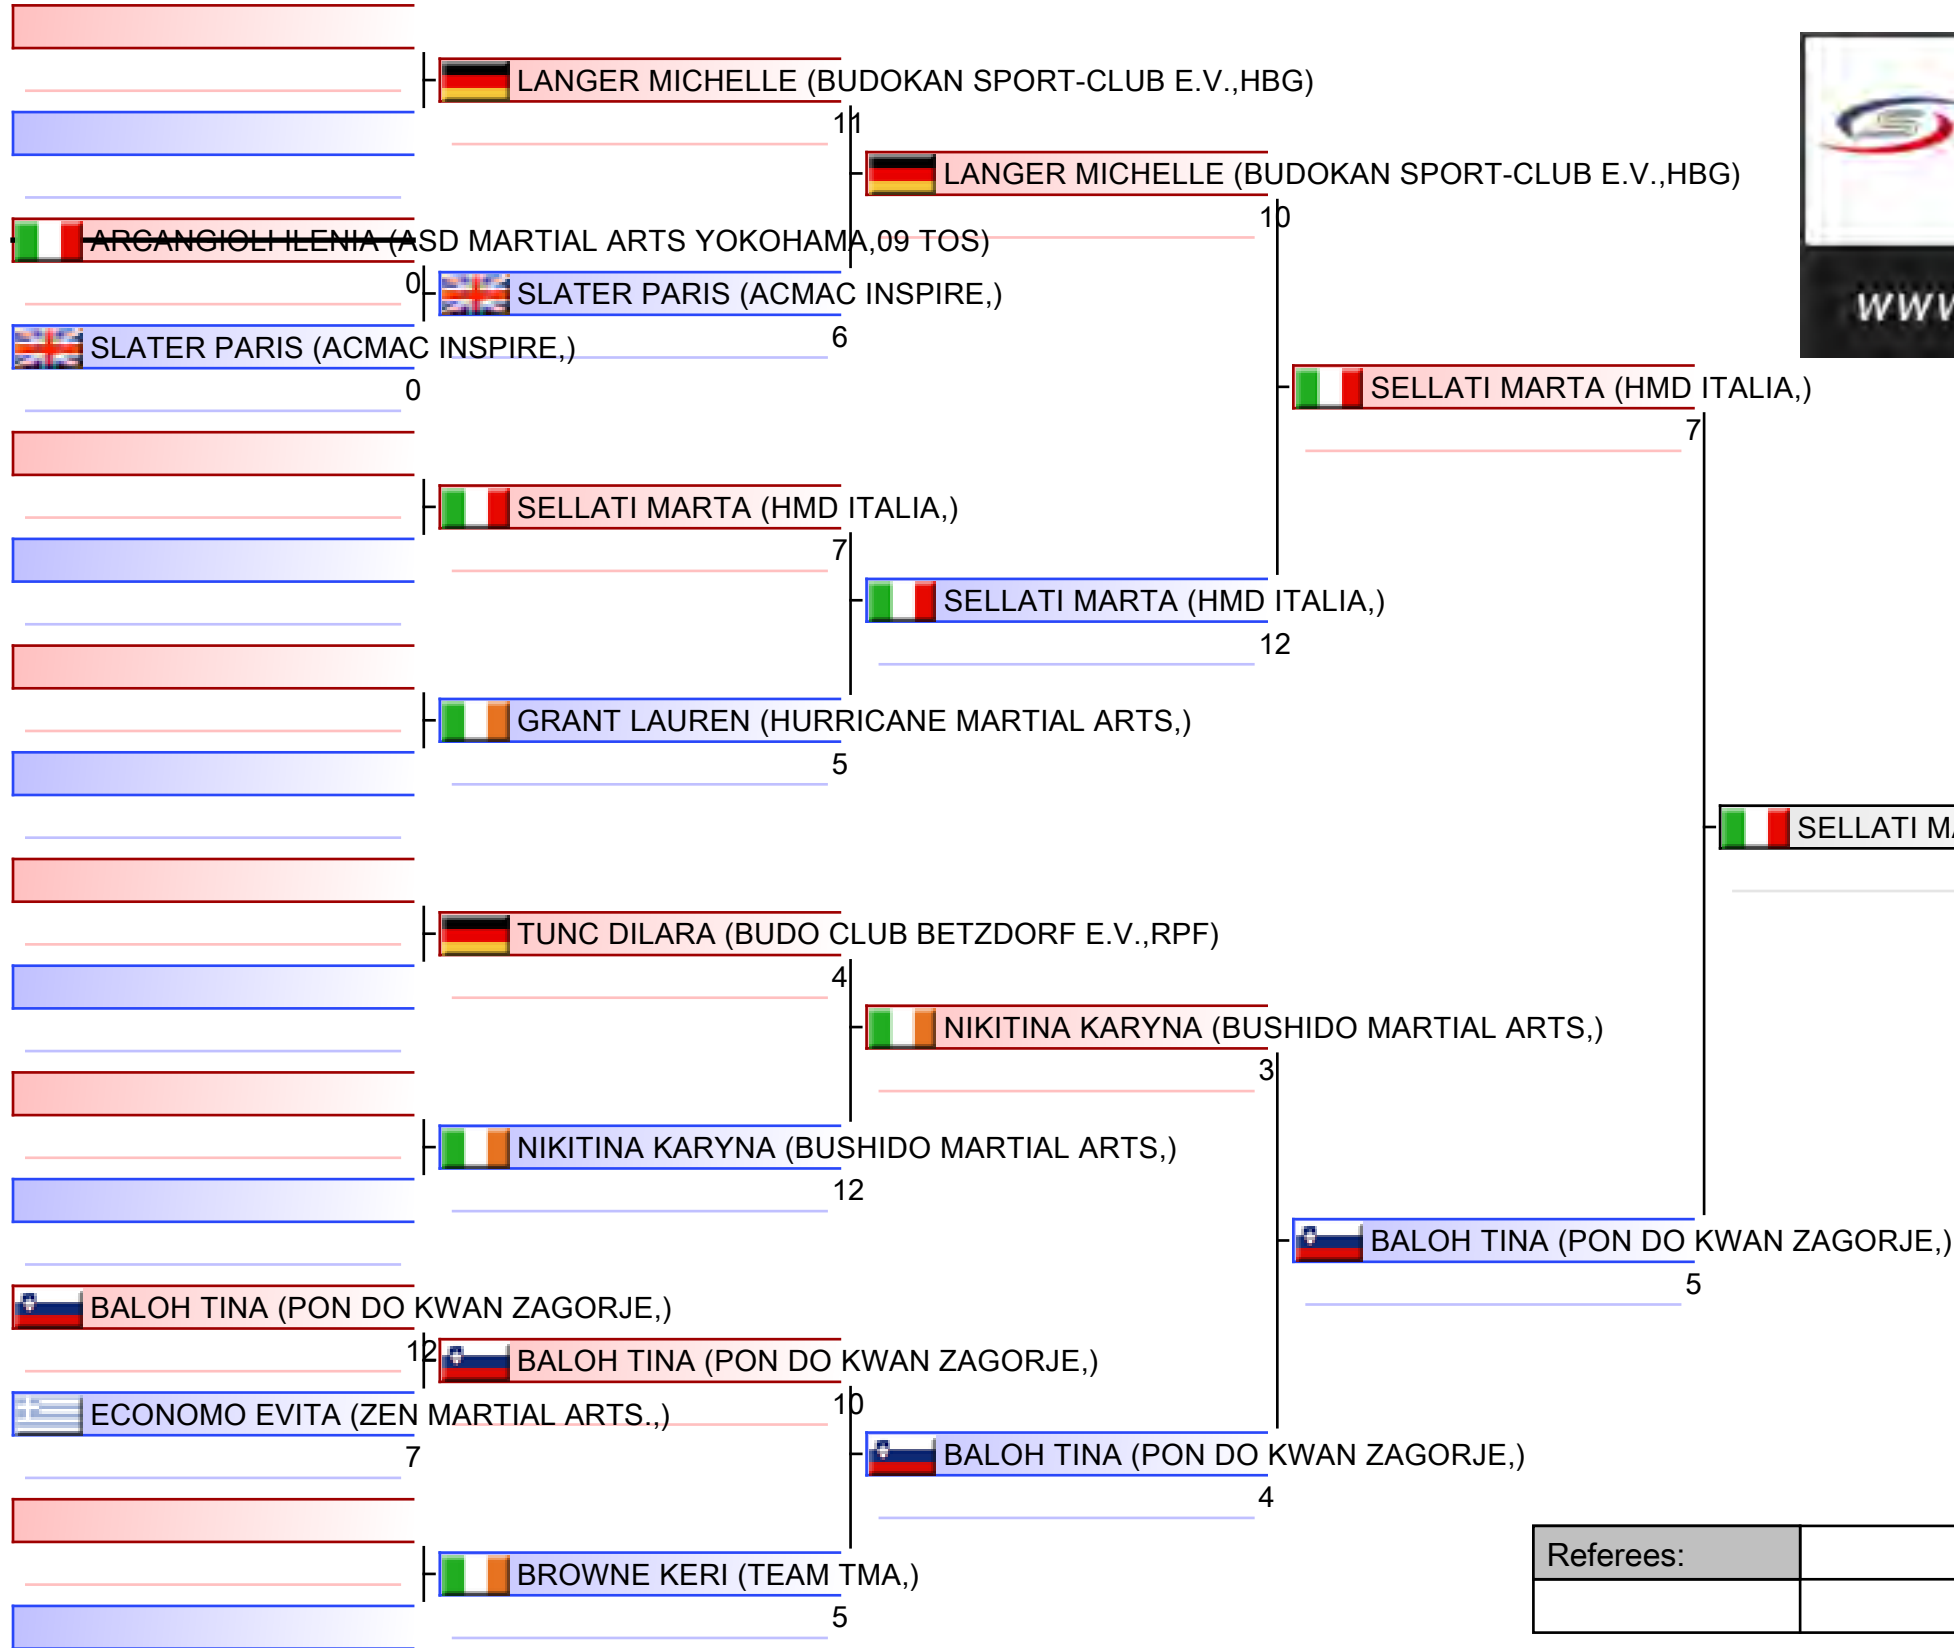 LANGER MICHELLE (BUDOKAN SPORT-CLUB E.V.,HBG)
11
LANGER MICHELLE (BUDOKAN SPORT-CLUB E.V.,HBG)
10
ARCANGIOLI ILENIA (ASD MARTIAL ARTS YOKOHAMA,09 TOS)
0
SLATER PARIS (ACMAC INSPIRE,)
6
SLATER PARIS (ACMAC INSPIRE,)
0
www
SELLATI MARTA (HMD ITALIA,)
7
SELLATI MARTA (HMD ITALIA,)
7
SELLATI MARTA (HMD ITALIA,)
12
GRANT LAUREN (HURRICANE MARTIAL ARTS,)
5
SELLATI MA
TUNC DILARA (BUDO CLUB BETZDORF E.V.,RPF)
4
NIKITINA KARYNA (BUSHIDO MARTIAL ARTS,)
3
NIKITINA KARYNA (BUSHIDO MARTIAL ARTS,)
12
BALOH TINA (PON DO KWAN ZAGORJE,)
5
BALOH TINA (PON DO KWAN ZAGORJE,)
12
BALOH TINA (PON DO KWAN ZAGORJE,)
10
ECONOMO EVITA (ZEN MARTIAL ARTS.,)
7
BALOH TINA (PON DO KWAN ZAGORJE,)
4
BROWNE KERI (TEAM TMA,)
5
Referees: